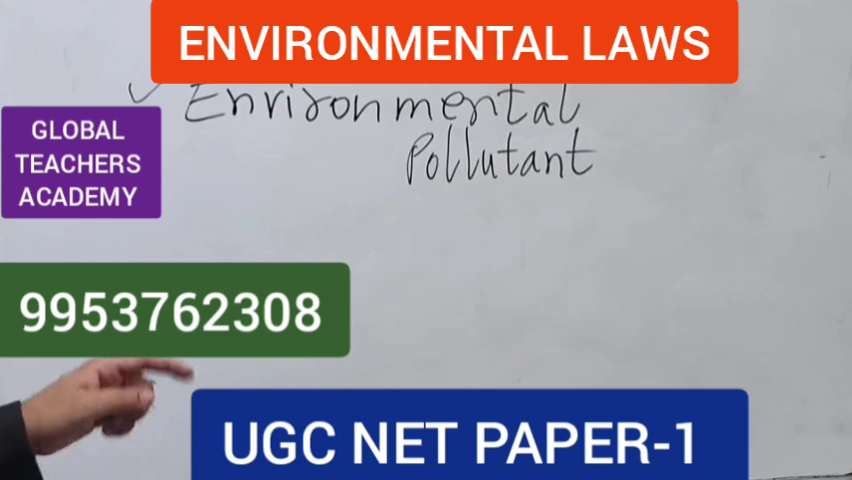 ENVIRONMENTAL LAWS
Environmental
Pollutant
GLOBAL
TEACHERS
ACADEMY
9953762308
UGC NET PAPER-1